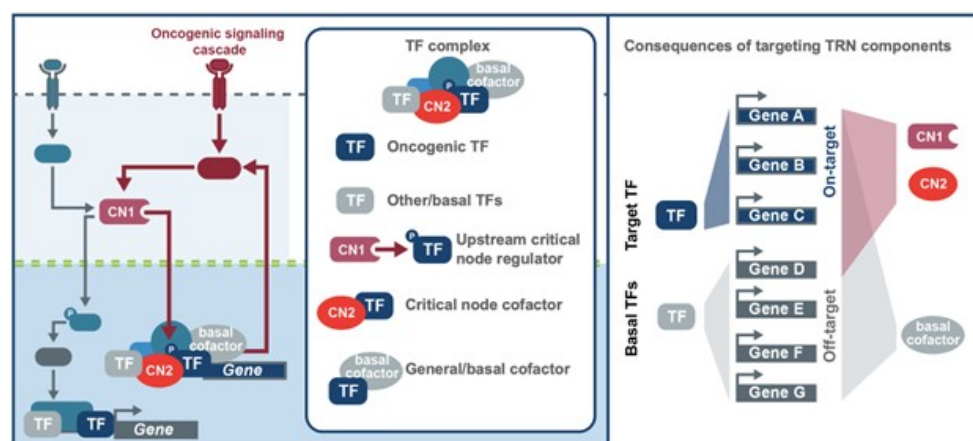 Oncogenic signaling
cascade
CN1
P
TF
CN2
P
TF
basal
cofactor
Gene
TF
TF
Gene
TF complex
TF
CN2
P
TF
basal
cofactor
TF
Oncogenic TF
TF
Other/basal TFs
CN1
P
TF
Upstream critical
node regulator
CN2
TF
Critical node cofactor
basal
cofactor
TF
General/basal cofactor
Consequences of targeting TRN components
TF
Target TF
Gene A
Gene B
Gene C
On-target
CN1
CN2
TF
Basal TFs
Gene D
Gene E
Gene F
Gene G
Off-target
basal
cofactor